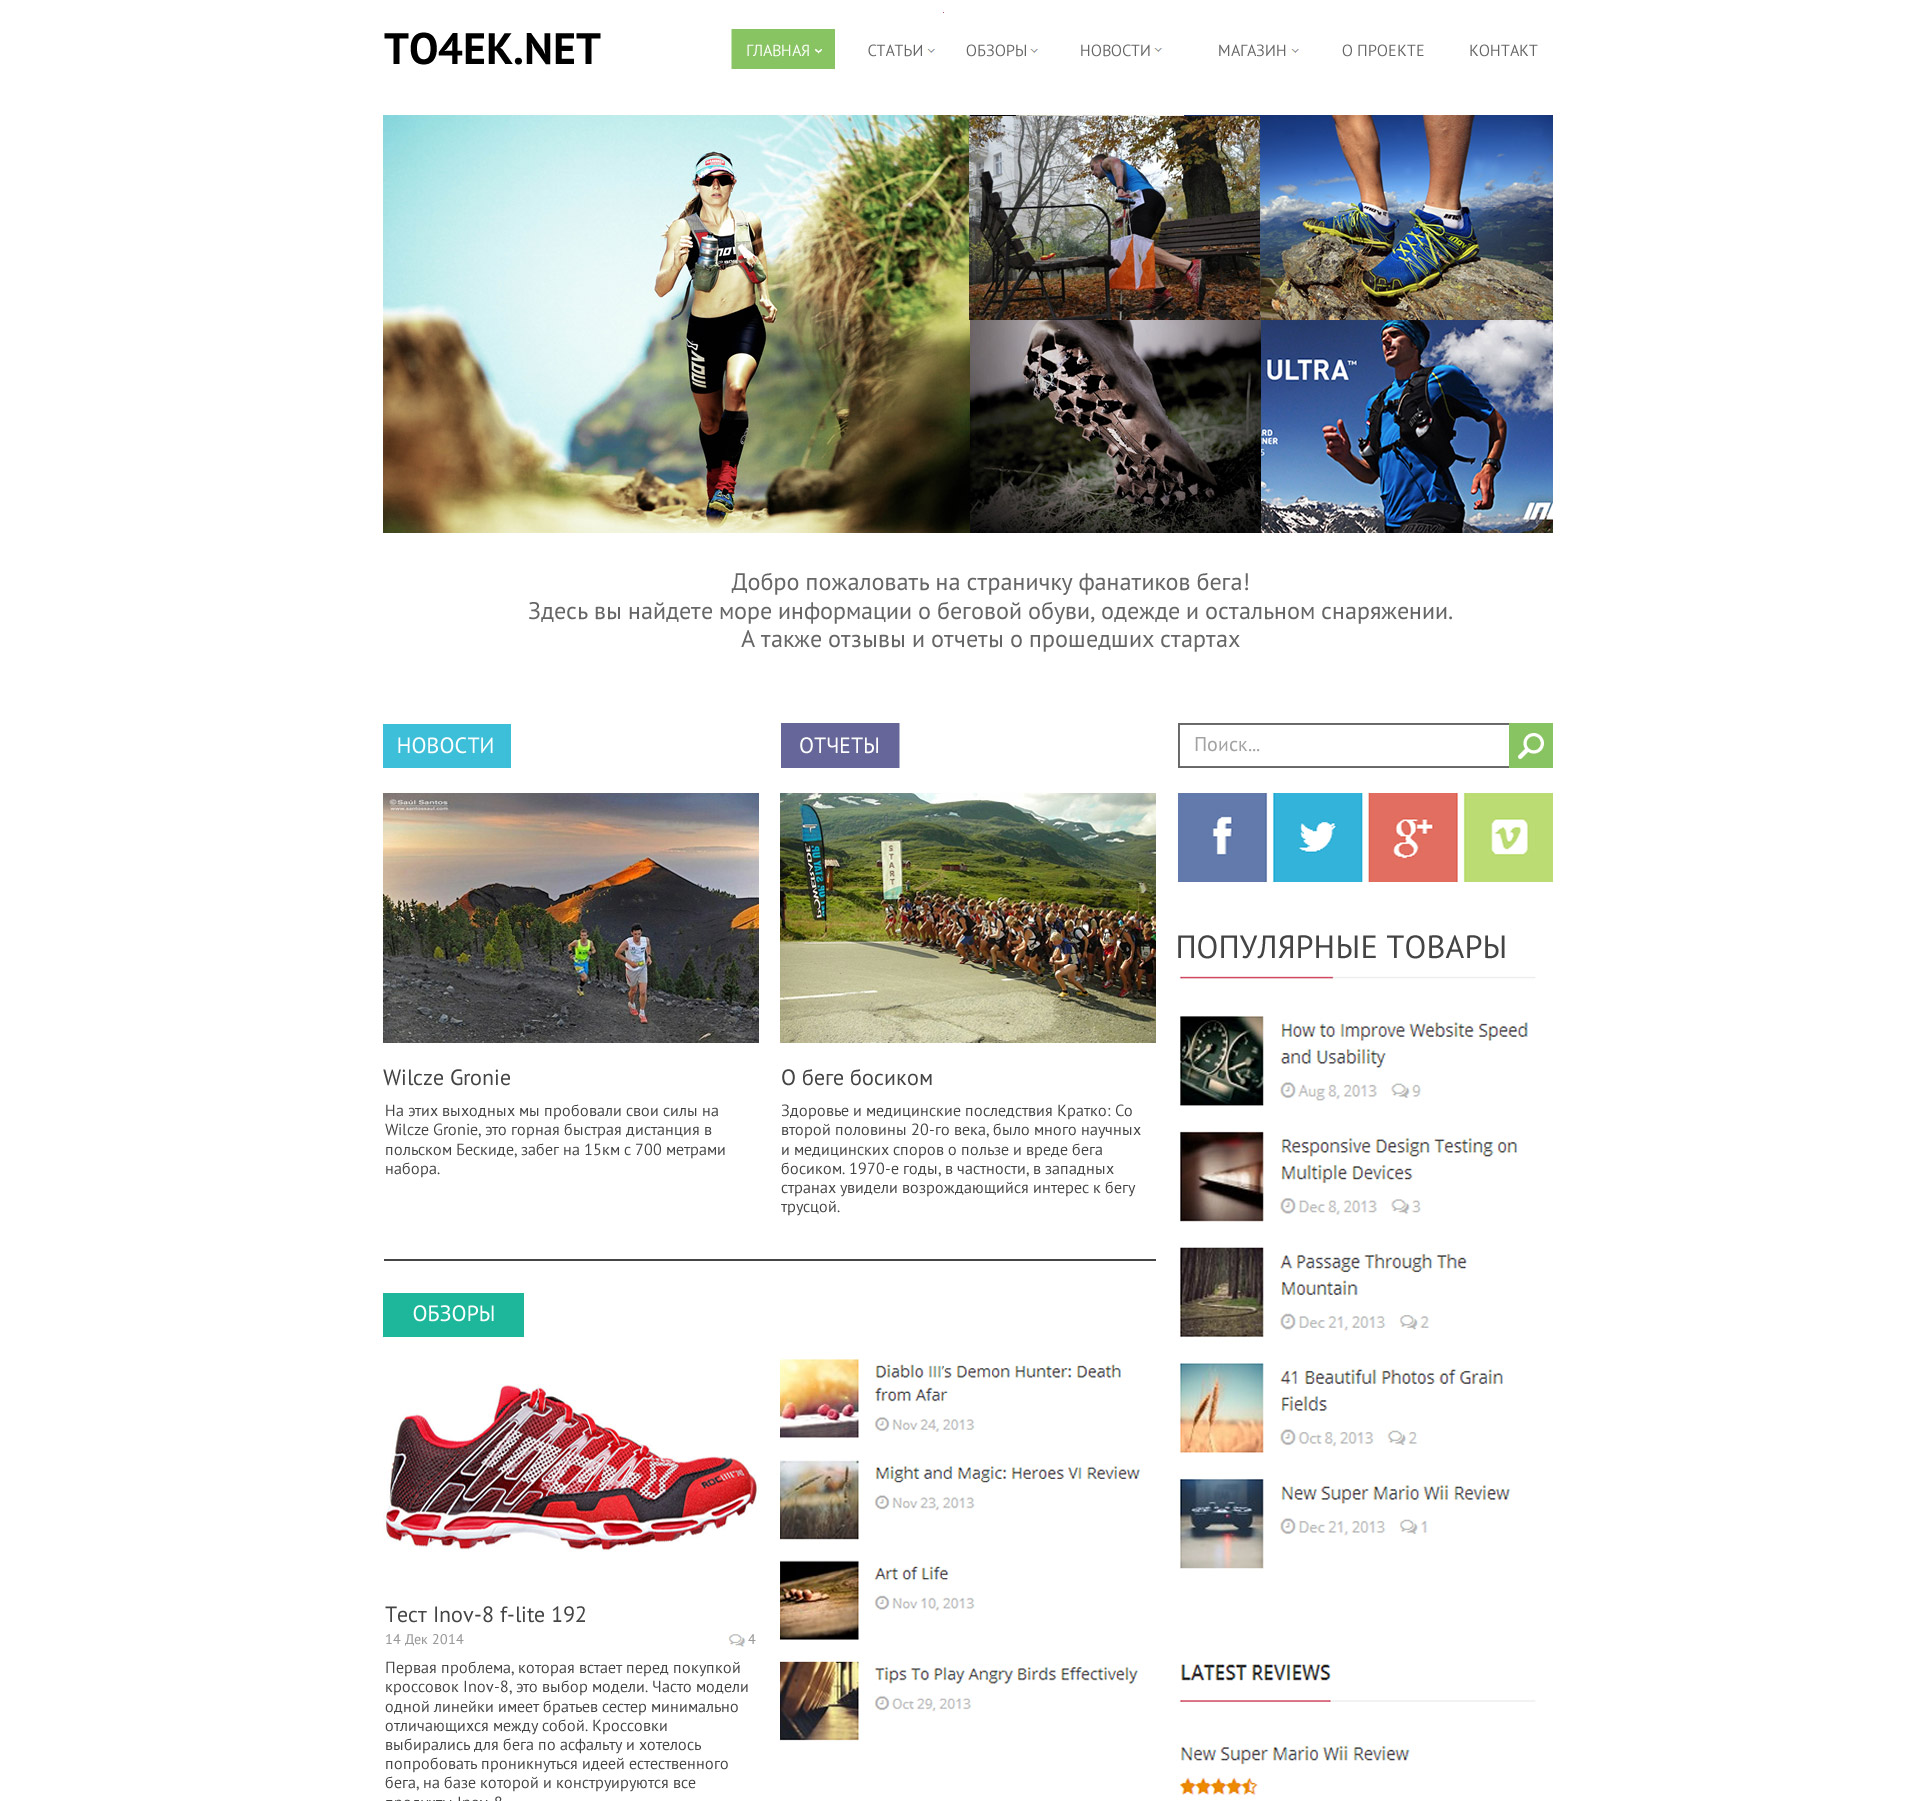 TO4EK.NET
ГЛАВНАЯ
СТАТЬИ
ОБЗОРЫ
НОВОСТИ
МАГАЗИН
О ПРОЕКТЕ
КОНТАКТ
ULTRA™
Добро пожаловать на страничку фанатиков бега!
Здесь вы найдете море информации о беговой обуви, одежде и остальном снаряжении.
А также отзывы и отчеты о прошедших стартах
НОВОСТИ
ОТЧЕТЫ
Поиск...
©Saúl Santos
www.santossaul.com
START
Wilcze Gronie
На этих выходных мы пробовали свои силы на
Wilcze Gronie, это горная быстрая дистанция в
польском Бескиде, забег на 15км с 700 метрами
набора.
О беге босиком
Здоровье и медицинские последствия Кратко: Со
второй половины 20-го века, было много научных
и медицинских споров о пользе и вреде бега
босиком. 1970-е годы, в частности, в западных
странах увидели возрождающийся интерес к бегу
трусцой.
ПОПУЛЯРНЫЕ ТОВАРЫ
How to Improve Website Speed
and Usability
Aug 8, 2013 9
Responsive Design Testing on
Multiple Devices
Dec 8, 2013 3
A Passage Through The
Mountain
Dec 21, 2013 2
41 Beautiful Photos of Grain
Fields
Oct 8, 2013 2
New Super Mario Wii Review
Dec 21, 2013 1
ОБЗОРЫ
Тест Inov-8 f-lite 192
14 Дек 2014
4
Первая проблема, которая встает перед покупкой
кроссовок Inov-8, это выбор модели. Часто модели
одной линейки имеет братьев сестер минимально
отличающихся между собой. Кроссовки
выбирались для бега по асфальту и хотелось
попробовать проникнуться идеей естественного
бега, на базе которой и конструируются все
продукты Inov-8
Diablo III's Demon Hunter: Death
from Afar
Nov 24, 2013
Might and Magic: Heroes VI Review
Nov 23, 2013
Art of Life
Nov 10, 2013
Tips To Play Angry Birds Effectively
Oct 29, 2013
LATEST REVIEWS
New Super Mario Wii Review